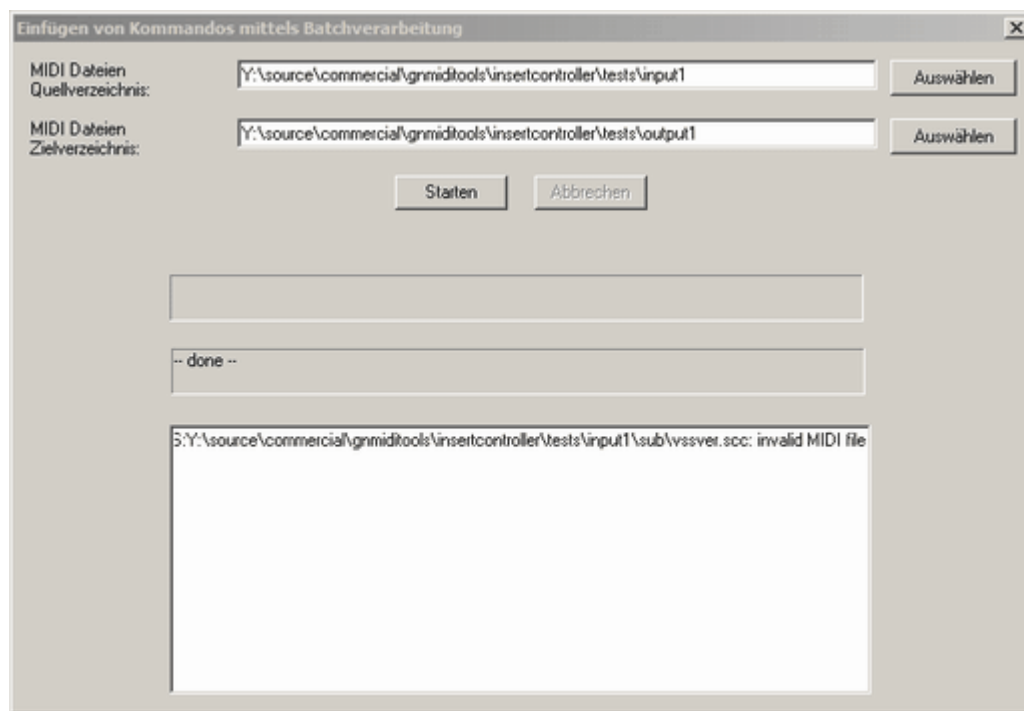 Einfügen von Kommandos mittels Batchverarbeitung
MIDI Dateien
Quellverzeichnis:
Y:\source\commercial\gnmiditools\insertcontroller\tests\input1
Auswählen
MIDI Dateien
Zielverzeichnis:
Y:\source\commercial\gnmiditools\insertcontroller\tests\output1
Auswählen
Starten
Abbrechen
-- done --
S:Y:\source\commercial\gnmiditools\insertcontroller\tests\input1\sub\vssver.scc: invalid MIDI file